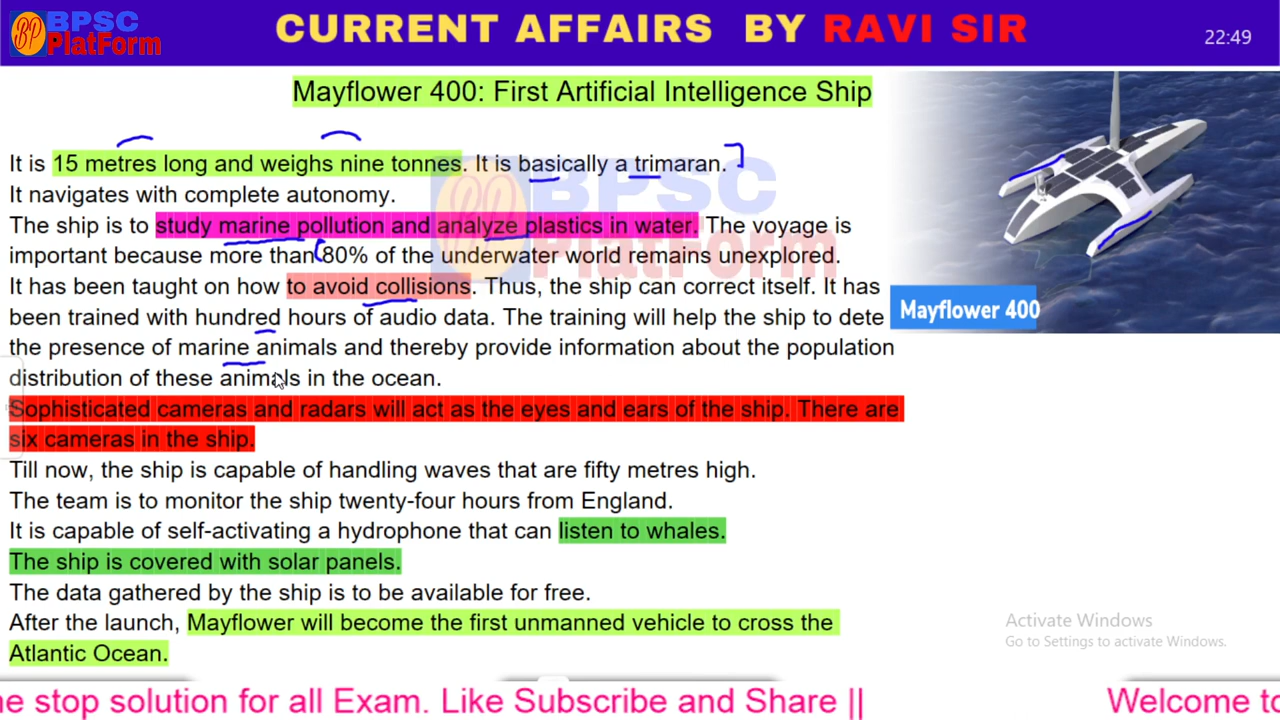 BPSC
PlatForm
CURRENT AFFAIRS BY RAVI SIR
22:49
Mayflower 400: First Artificial Intelligence Ship
It is 15 metres long and weighs nine tonnes. It is basically a trimaran.
It navigates with complete autonomy.
The ship is to study marine pollution and analyze plastics in water. The voyage is
important because more than 80% of the underwater world remains unexplored.
It has been taught on how to avoid collisions. Thus, the ship can correct itself. It has
been trained with hundred hours of audio data. The training will help the ship to dete
the presence of marine animals and thereby provide information about the population
distribution of these animals in the ocean.
Sophisticated cameras and radars will act as the eyes and ears of the ship. There are
six cameras in the ship.
Till now, the ship is capable of handling waves that are fifty metres high.
The team is to monitor the ship twenty-four hours from England.
It is capable of self-activating a hydrophone that can listen to whales.
The ship is covered with solar panels.
The data gathered by the ship is to be available for free.
After the launch, Mayflower will become the first unmanned vehicle to cross the
Atlantic Ocean.
Mayflower 400
BP BPSC
PlatForm
Activate Windows
Go to Settings to activate Windows.
ne stop solution for all Exam. Like Subscribe and Share || Welcome to